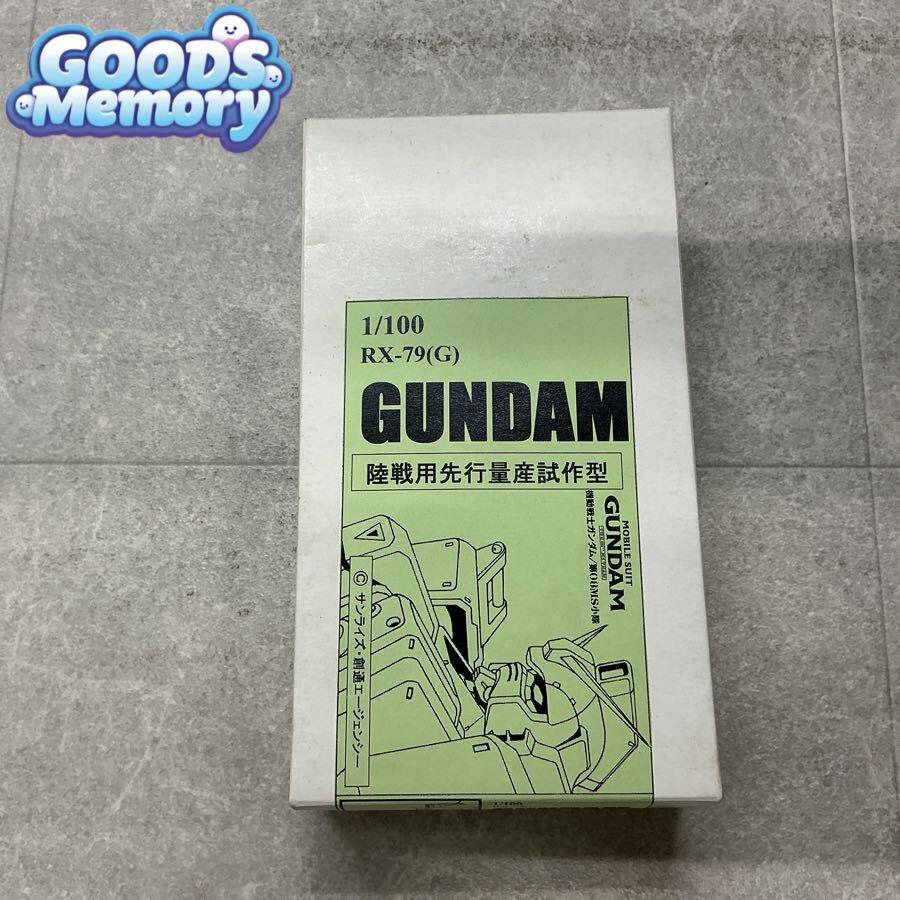 GOODS
Memory
1/100
RX-79(G)
GUNDAM
陸戦用先行量産試作型
MOBILE SUIT
GUNDAM
機動戦士ガンダム/第08MS小隊
© サンライズ・創通エージェンシー
1/100